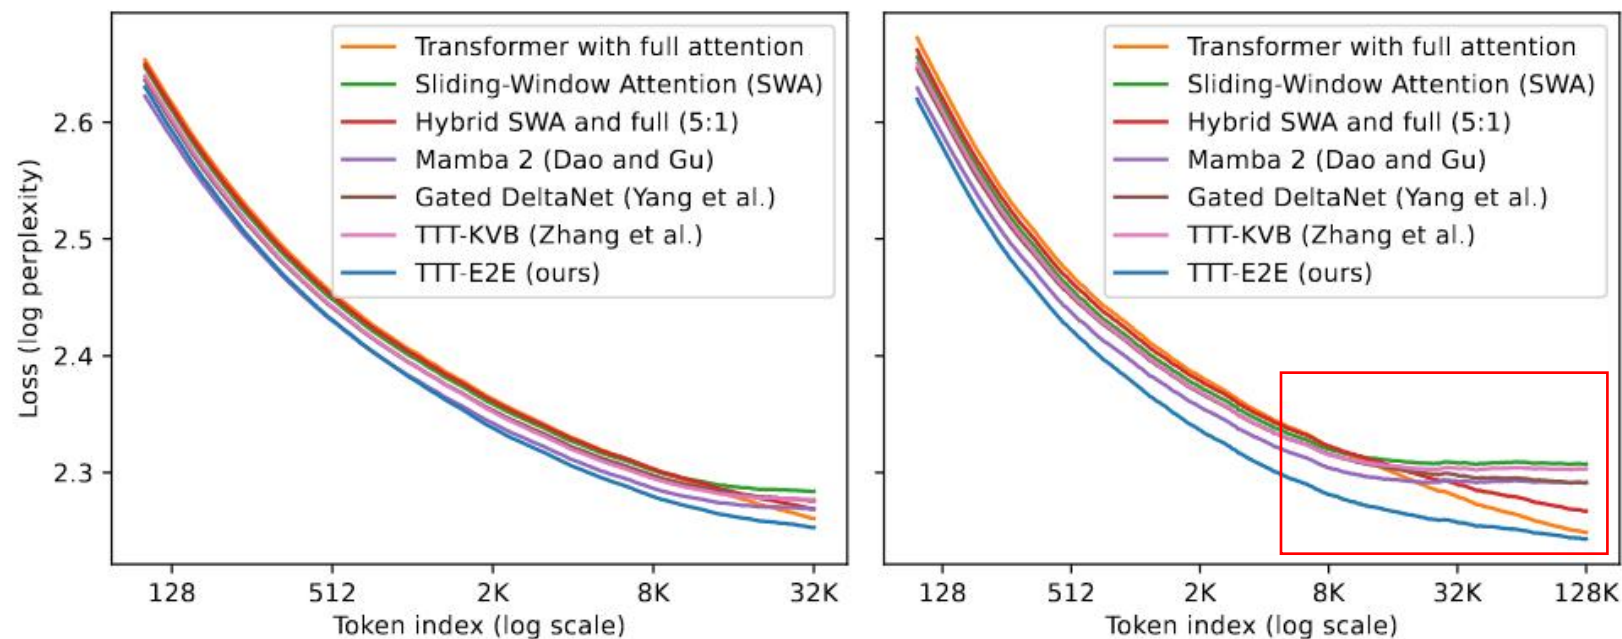 Transformer with full attention
Sliding-Window Attention (SWA)
Hybrid SWA and full (5:1)
Mamba 2 (Dao and Gu)
Gated DeltaNet (Yang et al.)
TTT-KVB (Zhang et al.)
TTT-E2E (ours)
Loss (log perplexity)
2.6
2.5
2.4
2.3
128
512
2K
8K
32K
Token index (log scale)
Transformer with full attention
Sliding-Window Attention (SWA)
Hybrid SWA and full (5:1)
Mamba 2 (Dao and Gu)
Gated DeltaNet (Yang et al.)
TTT-KVB (Zhang et al.)
TTT-E2E (ours)
128
512
2K
8K
32K
128K
Token index (log scale)